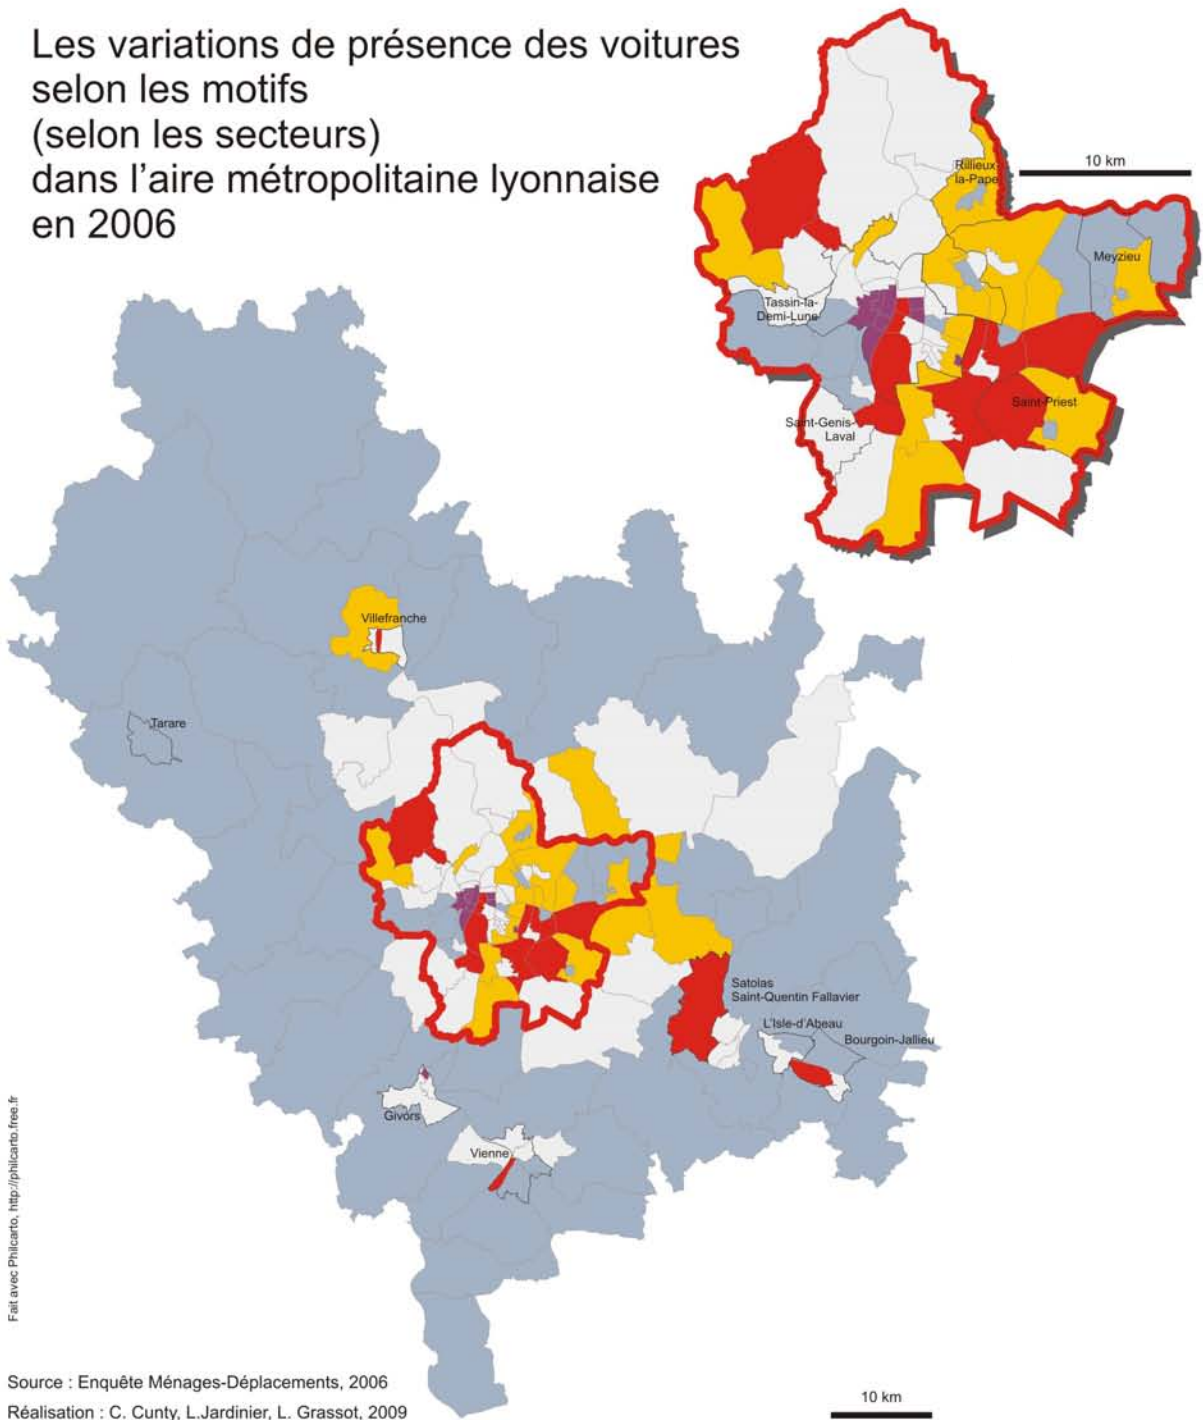 Les variations de présence des voitures
selon les motifs
(selon les secteurs)
dans l'aire métropolitaine lyonnaise
en 2006
10 km
Rillieux-
la-Pape
Meyzieu
Tassin-la-
Demi-Lune
Saint-Priest
Saint-Genis-
Laval
Villefranche
Tarare
Satolas
Saint-Quentin Fallavier
L'Isle-d'Abeau
Bourgoin-Jallieu
Givors
Vienne
Fait avec Philcarto, http://philcarto.free.fr
Source : Enquête Ménages-Déplacements, 2006
Réalisation : C. Cunty, L.Jardinier, L. Grassot, 2009
10 km